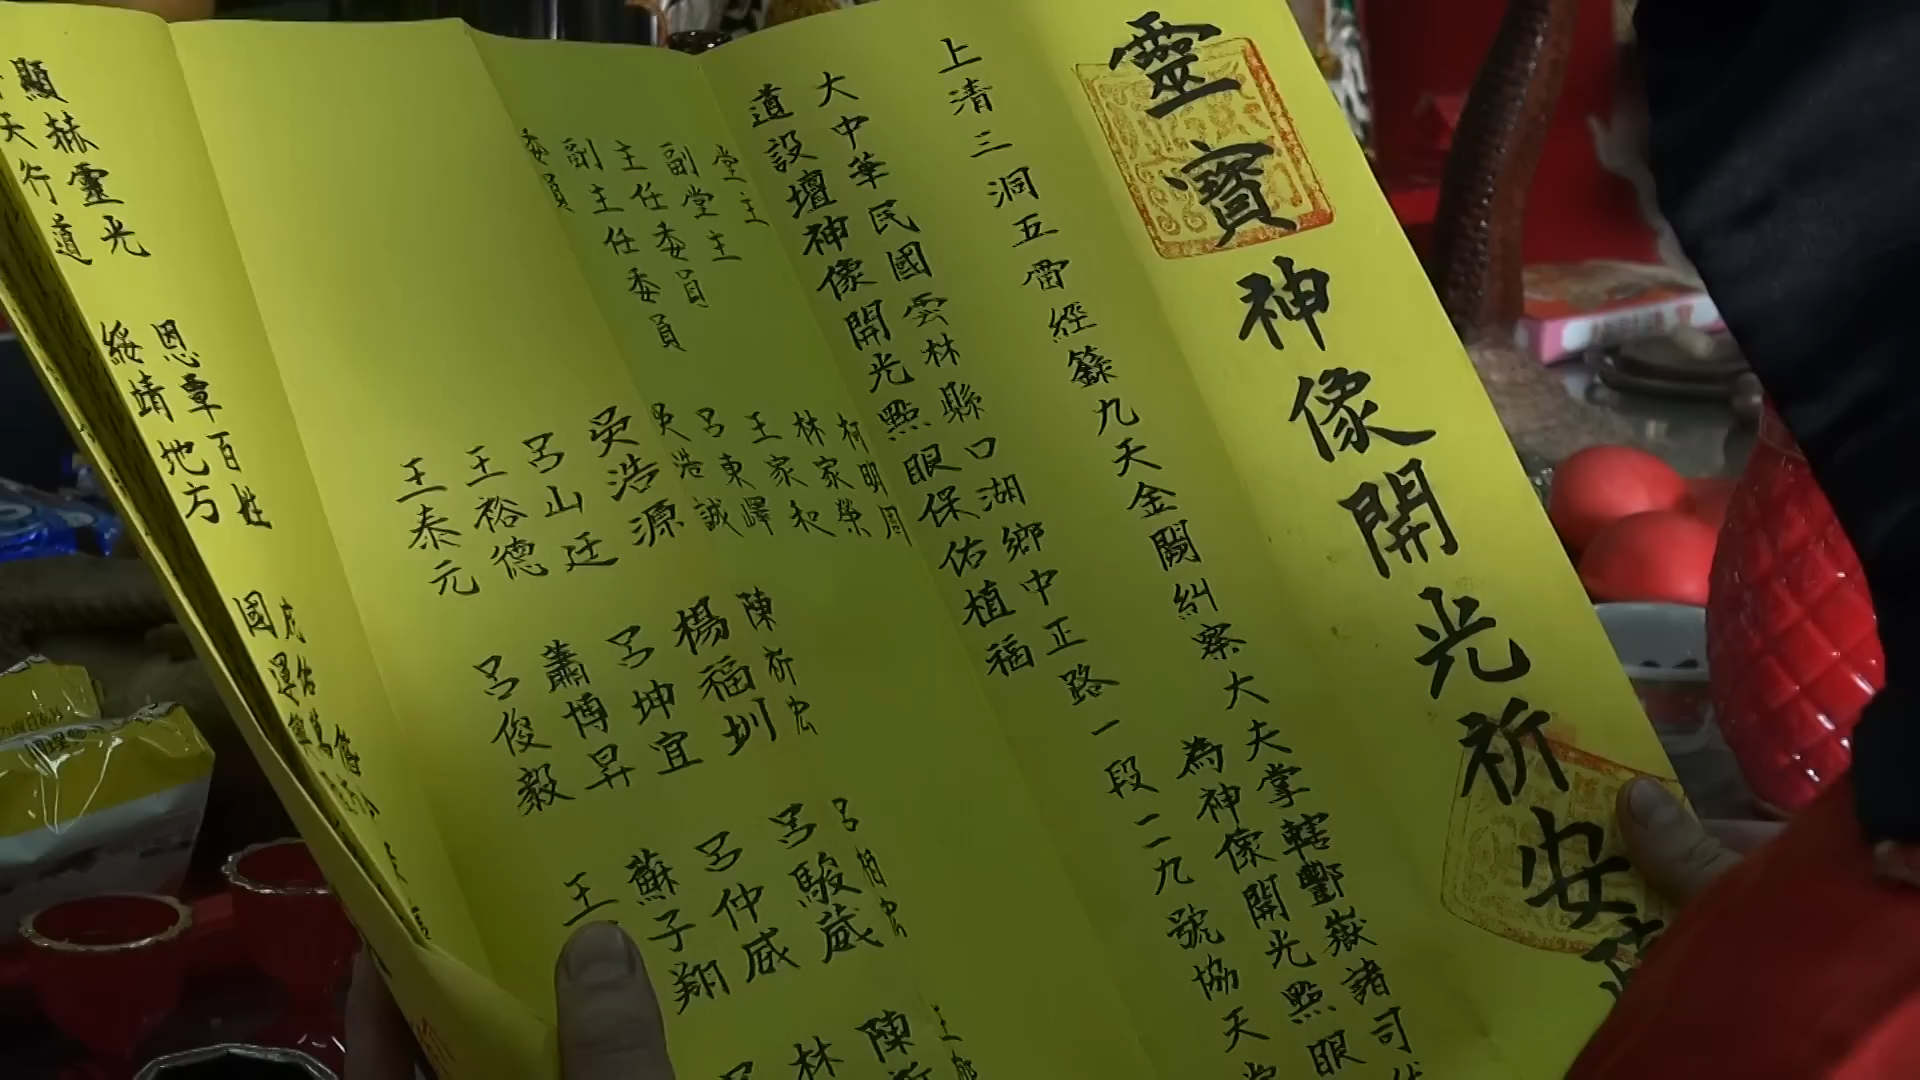 靈寶神像開光祈安
上清三洞五雷經籙九天金闕糾察大夫掌轄酆嶽諸司
為神像開光點眼
大中華民國雲林縣口湖鄉中正路一段二九號協天堂
道設壇神像開光點眼保佑植福
堂主 柯明周
副堂主 林家榮
主任委員 王家和
副主任委員 呂東嶧
委員 吳浩誠
陳祈宏
呂柏宏
吳浩源 楊福圳 呂駿葳 陳
呂山廷 呂坤宜 呂仲威 林
王裕德 蕭博昇 蘇子翔 呂
王泰元 呂俊毅 王
顯赫靈光 恩覃百姓
天行道 綏靖地方
國